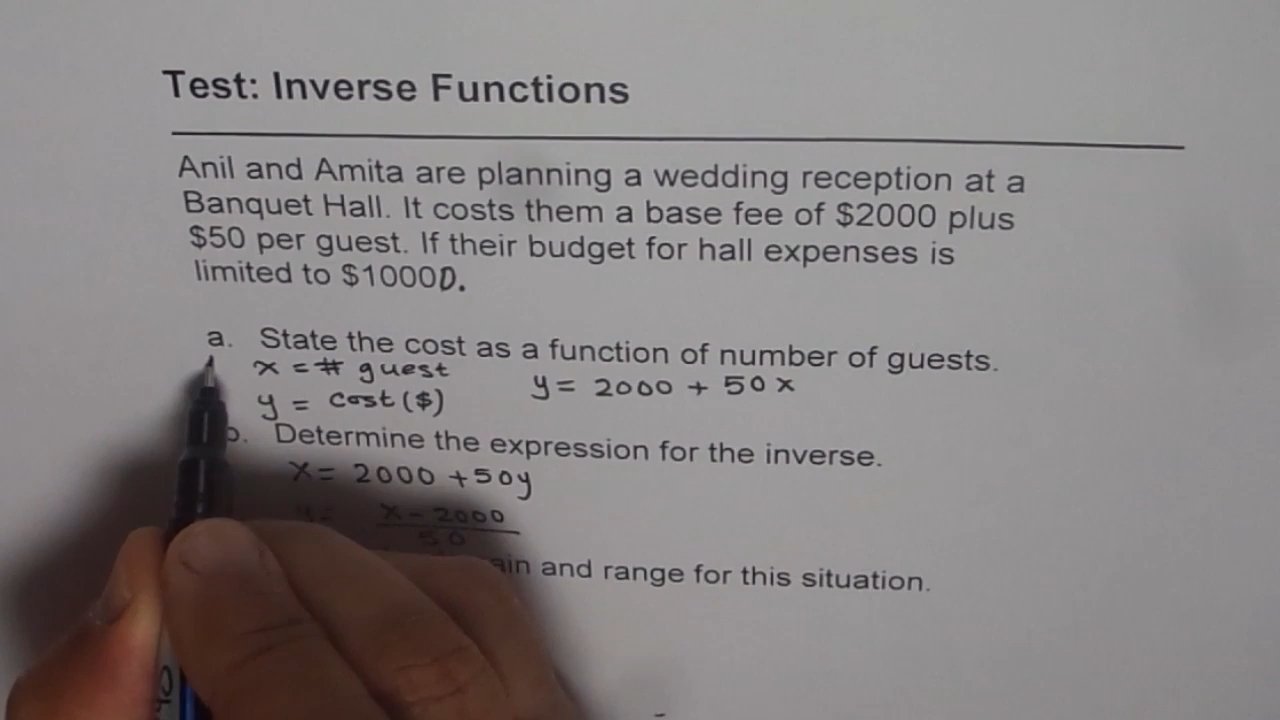 Test: Inverse Functions
Anil and Amita are planning a wedding reception at a
Banquet Hall. It costs them a base fee of $2000 plus
$50 per guest. If their budget for hall expenses is
limited to $10000.
a. State the cost as a function of number of guests.
x = # guest
y = 2000 + 50x
y = cost ($)
b. Determine the expression for the inverse.
x = 2000 + 50y
y = x - 2000
50
and range for this situation.